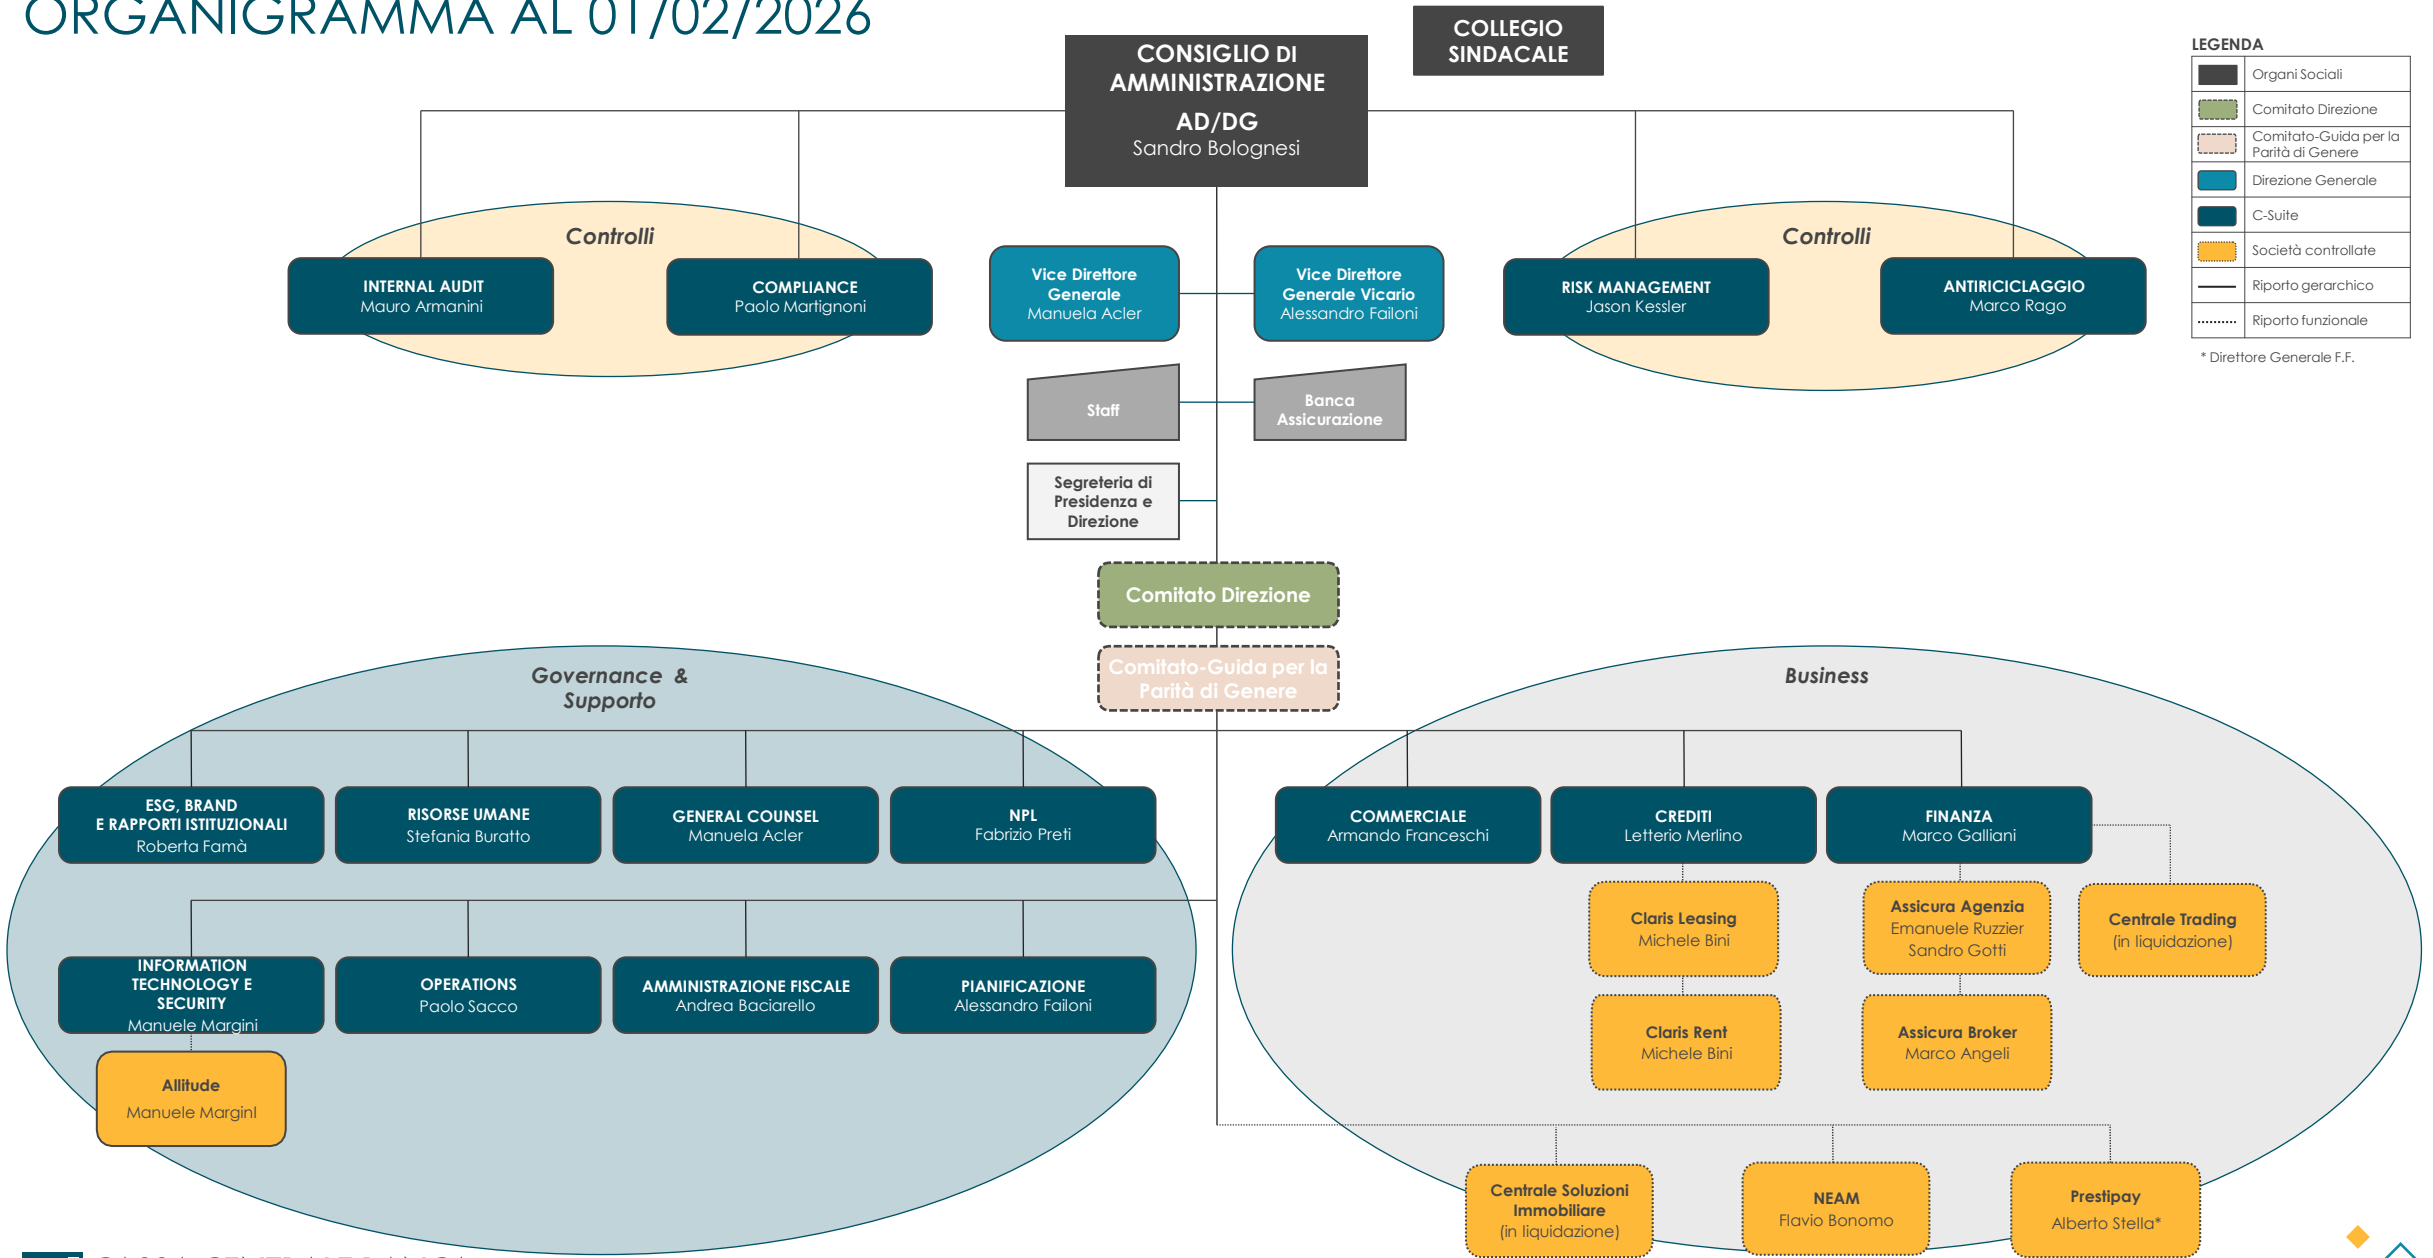 ORGANIGRAMMA AL 01/02/2026
COLLEGIO
SINDACALE
CONSIGLIO DI
AMMINISTRAZIONE
AD/DG
Sandro Bolognesi
LEGENDA
Organi Sociali
Comitato Direzione
Comitato-Guida per la
Parità di Genere
Direzione Generale
C-Suite
Società controllate
Riporto gerarchico
Riporto funzionale
* Direttore Generale F.F.
Controlli
INTERNAL AUDIT
Mauro Armanini
COMPLIANCE
Paolo Martignoni
Vice Direttore
Generale
Manuela Acler
Vice Direttore
Generale Vicario
Alessandro Failoni
Controlli
RISK MANAGEMENT
Jason Kessler
ANTIRICICLAGGIO
Marco Rago
Staff
Banca
Assicurazione
Segreteria di
Presidenza e
Direzione
Comitato Direzione
Comitato-Guida per la
Parità di Genere
Governance &
Supporto
ESG, BRAND
E RAPPORTI ISTITUZIONALI
Roberta Famà
RISORSE UMANE
Stefania Buratto
GENERAL COUNSEL
Manuela Acler
NPL
Fabrizio Preti
INFORMATION
TECHNOLOGY E
SECURITY
Manuele Margini
OPERATIONS
Paolo Sacco
AMMINISTRAZIONE FISCALE
Andrea Baciarello
PIANIFICAZIONE
Alessandro Failoni
Allitude
Manuele MarginI
Business
COMMERCIALE
Armando Franceschi
CREDITI
Letterio Merlino
FINANZA
Marco Galliani
Claris Leasing
Michele Bini
Assicura Agenzia
Emanuele Ruzzier
Sandro Gotti
Centrale Trading
(in liquidazione)
Claris Rent
Michele Bini
Assicura Broker
Marco Angeli
Centrale Soluzioni
Immobiliare
(in liquidazione)
NEAM
Flavio Bonomo
Prestipay
Alberto Stella*